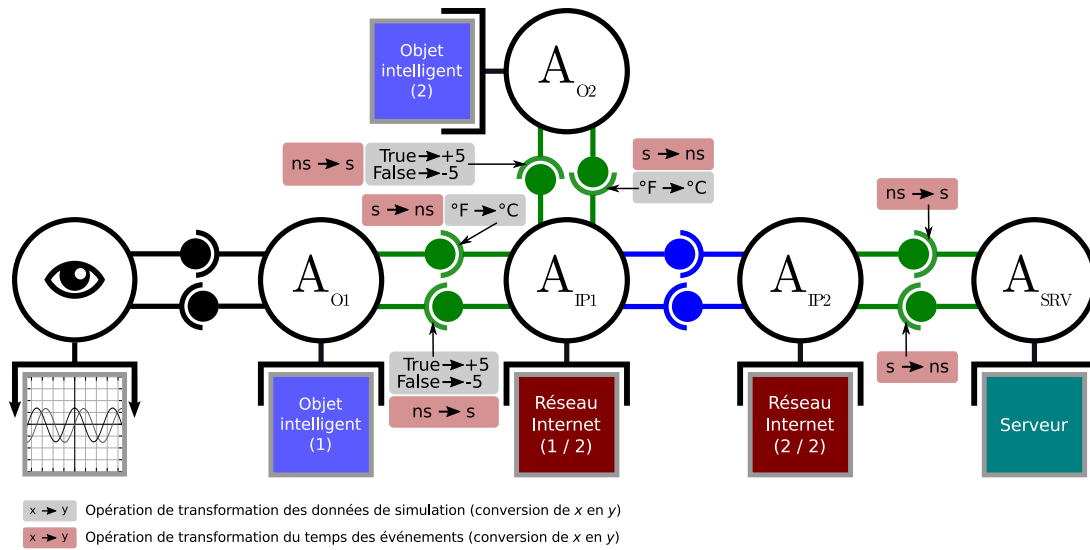 Objet
intelligent
(2)
A O2
ns → s
True → +5
False → -5
s → ns
°F → °C
s → ns
°F → °C
ns → s
A O1
A IP1
A IP2
A SRV
True → +5
False → -5
ns → s
s → ns
Objet
intelligent
(1)
Réseau
Internet
(1 / 2)
Réseau
Internet
(2 / 2)
Serveur
x → y Opération de transformation des données de simulation (conversion de x en y)
x → y Opération de transformation du temps des événements (conversion de x en y)